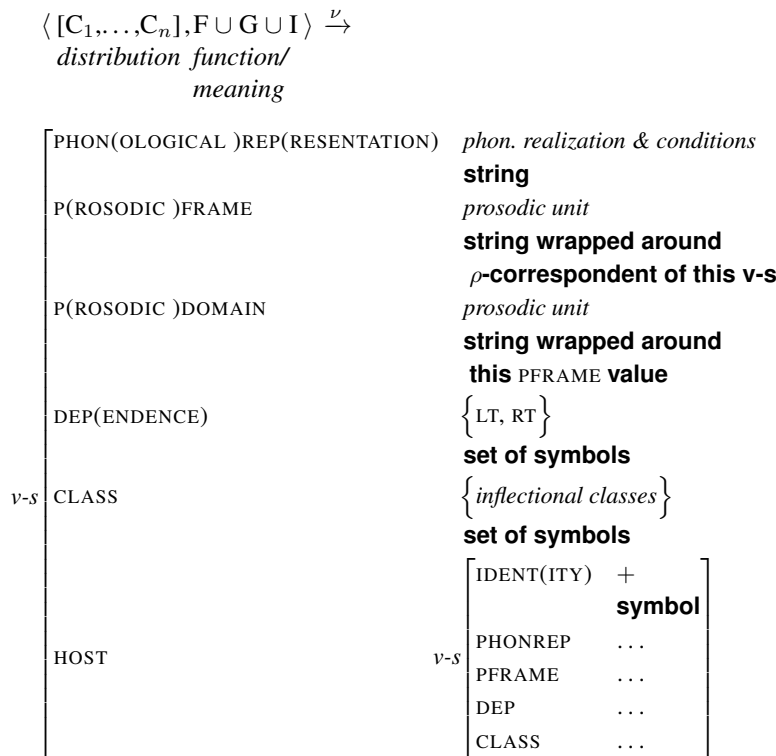 ⟨ [C₁,...,Cₙ], F ∪ G ∪ I ⟩ ν→
distribution function/
meaning
PHON(OLOGICAL )REP(RESENTATION) phon. realization & conditions
string
P(ROSODIC )FRAME prosodic unit
string wrapped around
ρ-correspondent of this v-s
P(ROSODIC )DOMAIN prosodic unit
string wrapped around
this PFRAME value
DEP(ENDENCE) {LT, RT}
set of symbols
v-s CLASS {inflectional classes}
set of symbols
IDENT(ITY) +
symbol
PHONREP ...
HOST v-s
PFRAME ...
DEP ...
CLASS ...